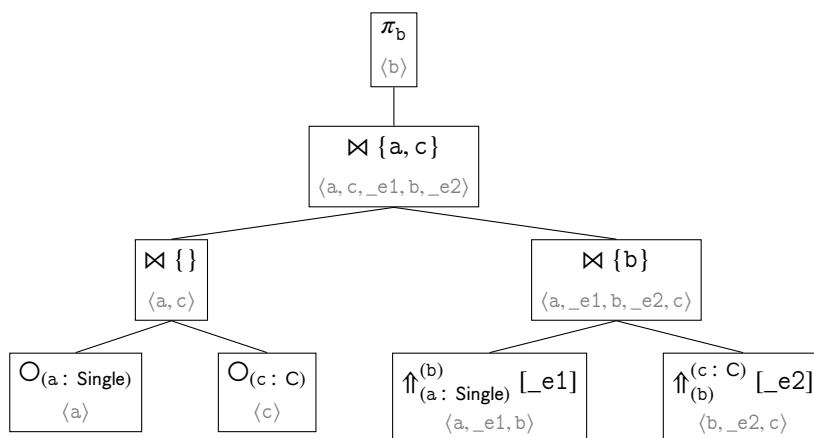 π_b
⟨b⟩
⋈ {a, c}
⟨a, c, _e1, b, _e2⟩
⋈ {}
⟨a, c⟩
⋈ {b}
⟨a, _e1, b, _e2, c⟩
○_(a: Single)
⟨a⟩
○_(c: C)
⟨c⟩
⇑_(a: Single)^(b) [_e1]
⟨a, _e1, b⟩
⇑_(b)^(c: C) [_e2]
⟨b, _e2, c⟩